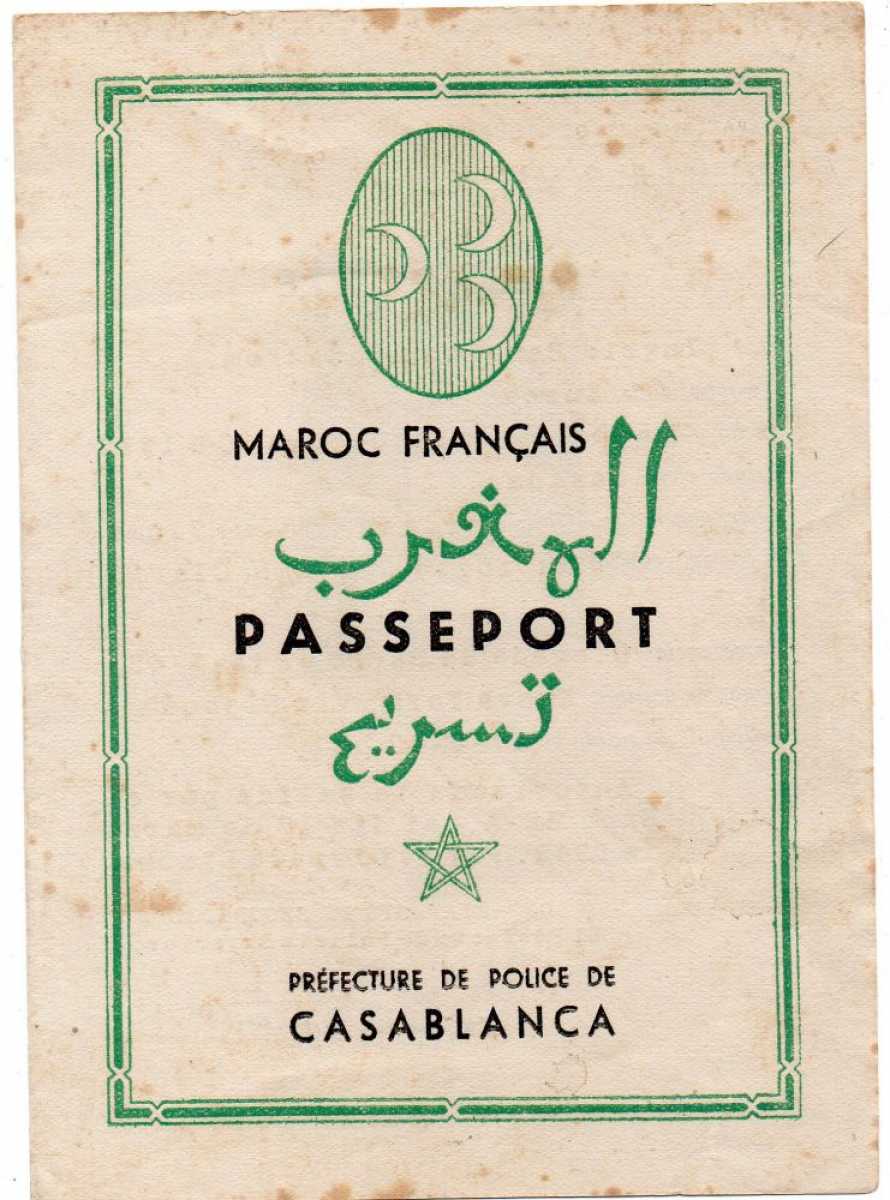 MAROC FRANÇAIS
المغرب
PASSEPORT
تسريح
PRÉFECTURE DE POLICE DE
CASABLANCA